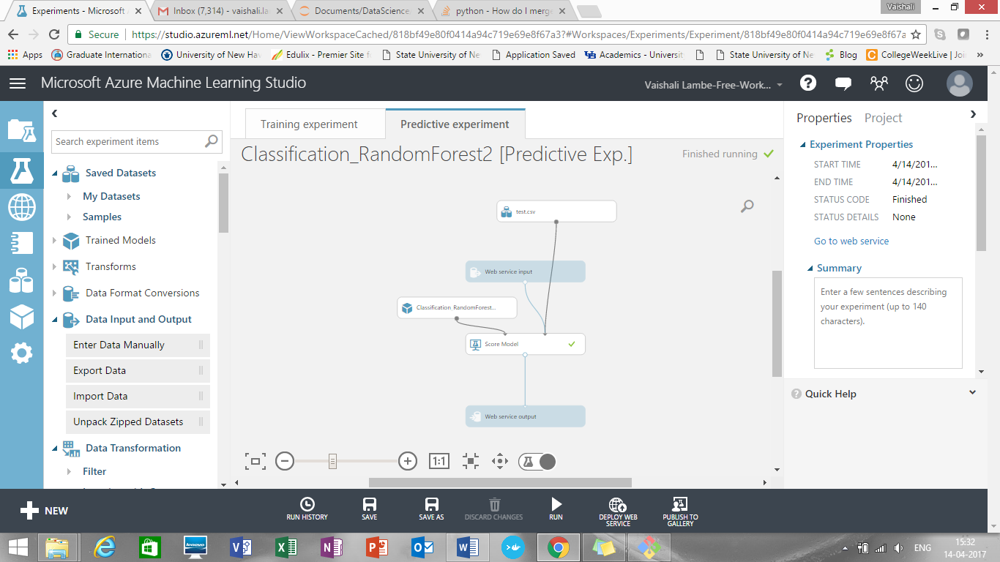 Experiments - Microsoft A
Inbox (7,314) - vaishali.la
Documents/DataScience
python - How do I merge
Vaishali
Secure
https://studio.azureml.net/Home/ViewWorkspaceCached/818bf49e80f0414a94c719e69e8f67a3?#Workspaces/Experiments/Experiment/818bf49e80f0414a94c719e69e8f67a
Apps
Graduate Internationa
University of New Hav
Edulix - Premier Site f
State University of Ne
Application Saved
Academics - Universit
State University of Ne
Blog
CollegeWeekLive | Joi
»
Microsoft Azure Machine Learning Studio
Vaishali Lambe-Free-Work...
Training experiment
Predictive experiment
Properties
Project
Search experiment items
Classification_RandomForest2 [Predictive Exp.]
Finished running
Saved Datasets
My Datasets
Samples
Trained Models
Transforms
Data Format Conversions
Data Input and Output
Enter Data Manually
Export Data
Import Data
Unpack Zipped Datasets
Data Transformation
Filter
test.csv
Web service input
Classification_RandomForest...
Score Model
Web service output
1:1
Experiment Properties
START TIME 4/14/201...
END TIME 4/14/201...
STATUS CODE Finished
STATUS DETAILS None
Go to web service
Summary
Enter a few sentences describing
your experiment (up to 140
characters).
Quick Help
NEW
RUN HISTORY
SAVE
SAVE AS
DISCARD CHANGES
RUN
DEPLOY WEB
SERVICE
PUBLISH TO
GALLERY
lenovo
ENG
15:32
14-04-2017